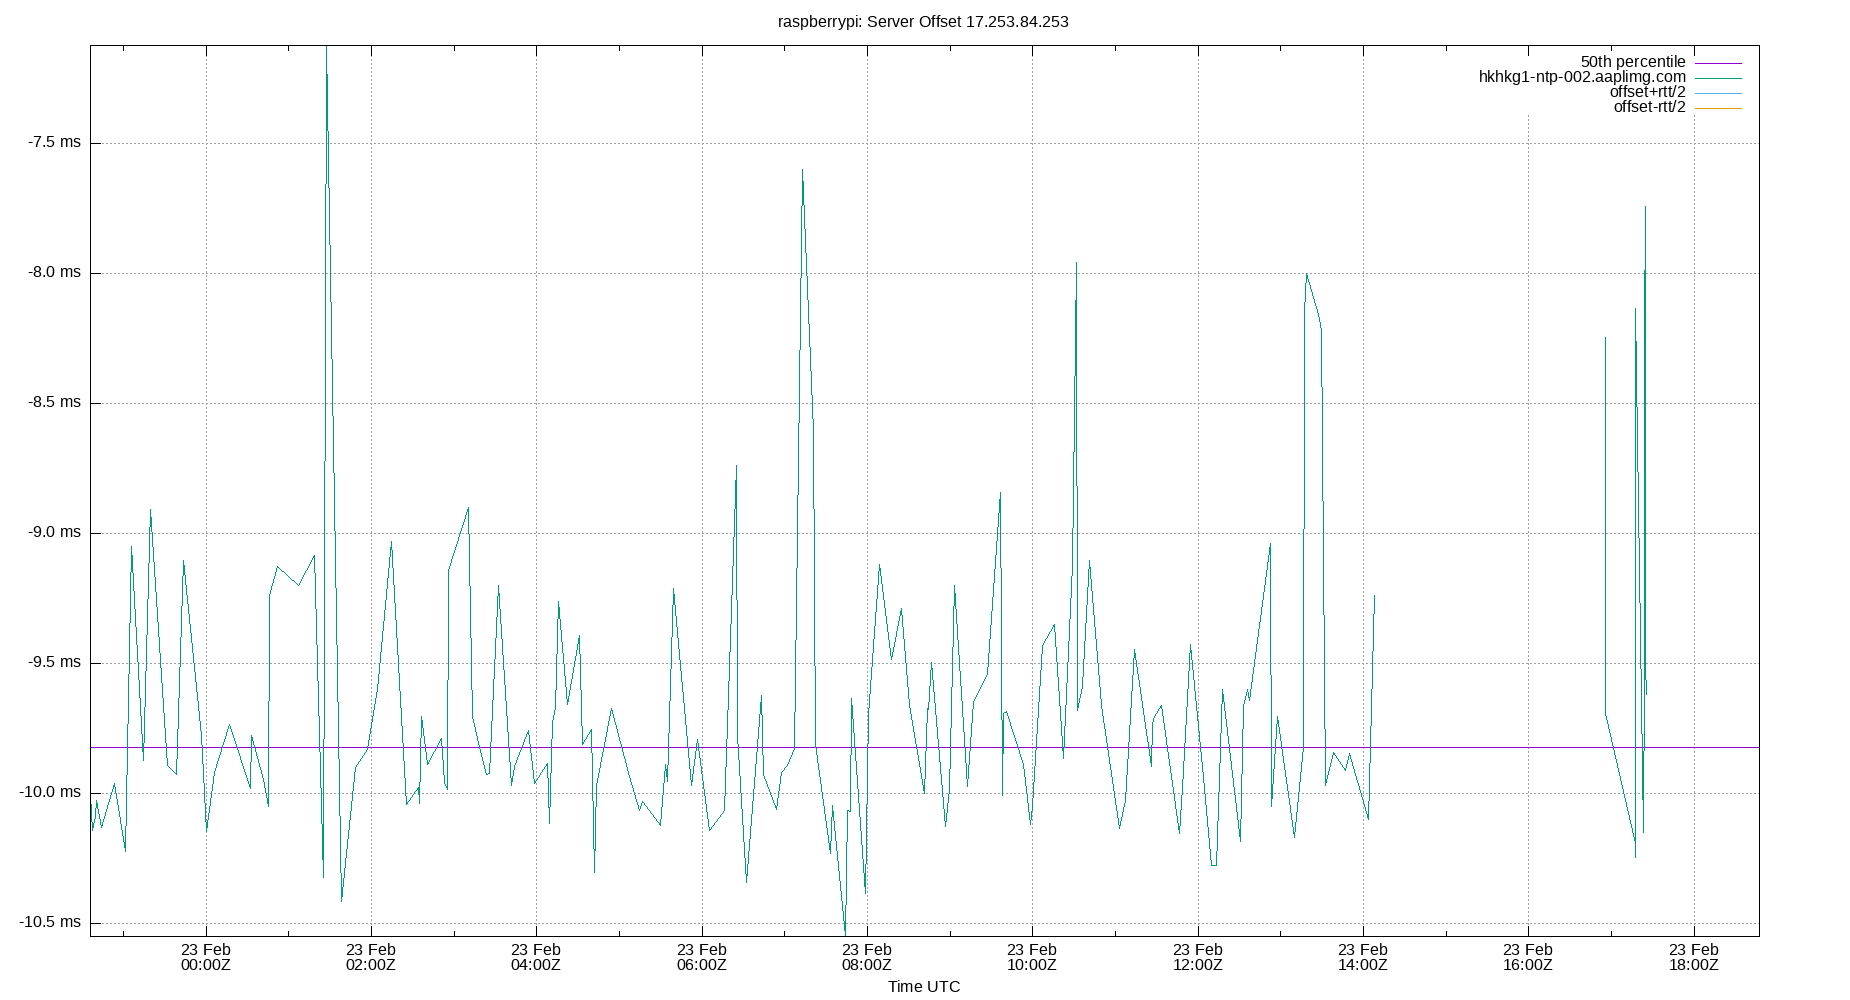 raspberrypi: Server Offset 17.253.84.253
50th percentile
hkhkg1-ntp-002.aaplimg.com
offset+rtt/2
offset-rtt/2
-7.5 ms
-8.0 ms
-8.5 ms
-9.0 ms
-9.5 ms
-10.0 ms
-10.5 ms
23 Feb 23 Feb 23 Feb 23 Feb 23 Feb 23 Feb 23 Feb 23 Feb 23 Feb 23 Feb
00:00Z 02:00Z 04:00Z 06:00Z 08:00Z 10:00Z 12:00Z 14:00Z 16:00Z 18:00Z
Time UTC